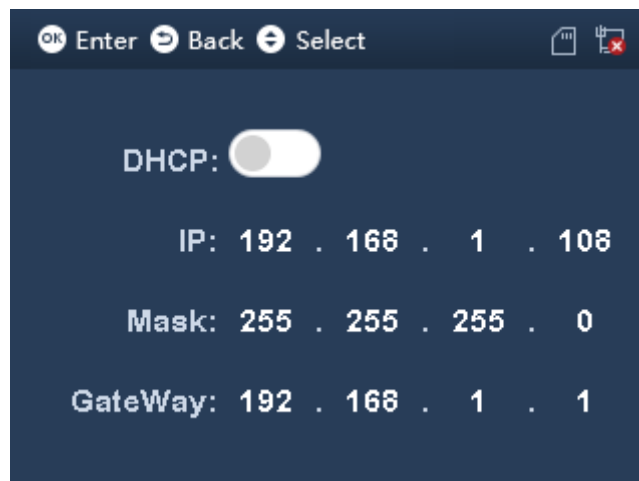 OK Enter Back Select
DHCP:
IP: 192 . 168 . 1 . 108
Mask: 255 . 255 . 255 . 0
GateWay: 192 . 168 . 1 . 1